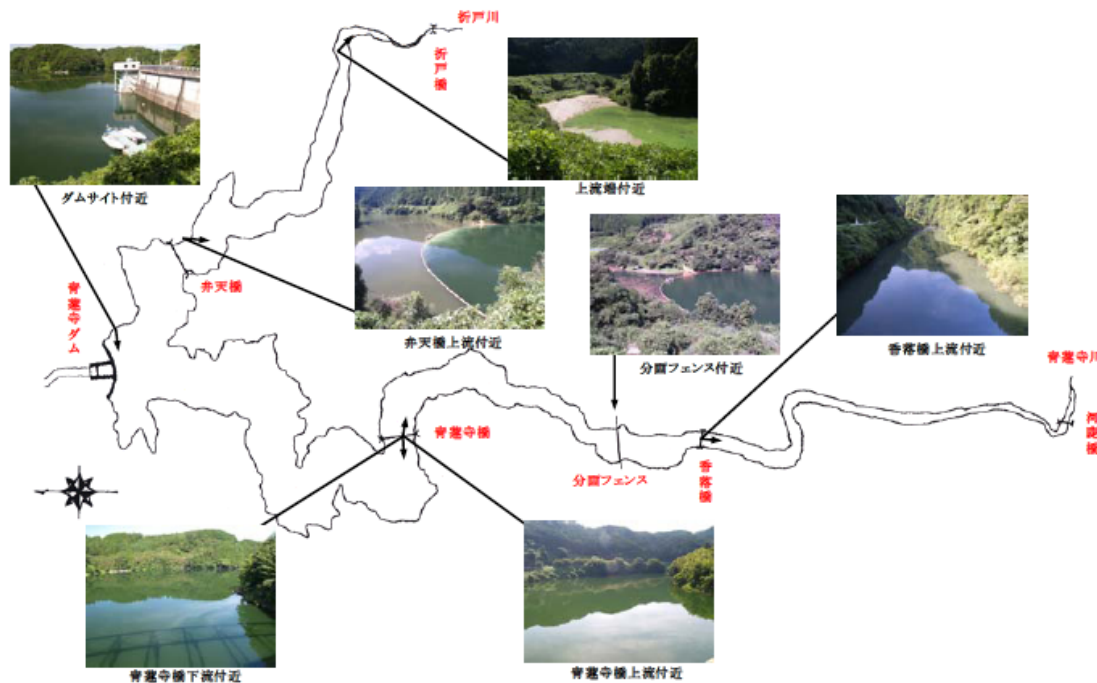 折戸川
折戸橋
上流端付近
ダムサイト付近
弁天橋
弁天橋上流付近
分画フェンス付近
香落橋上流付近
青蓮寺ダム
青蓮寺川
青蓮寺橋
分画フェンス
香落橋
青蓮寺橋下流付近
青蓮寺橋上流付近